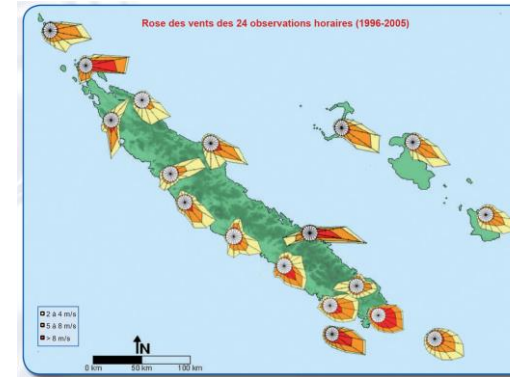 Rose des vents des 24 observations horaires (1996-2005)
2 à 4 m/s
5 à 8 m/s
> 8 m/s
N
0 km 50 km 100 km